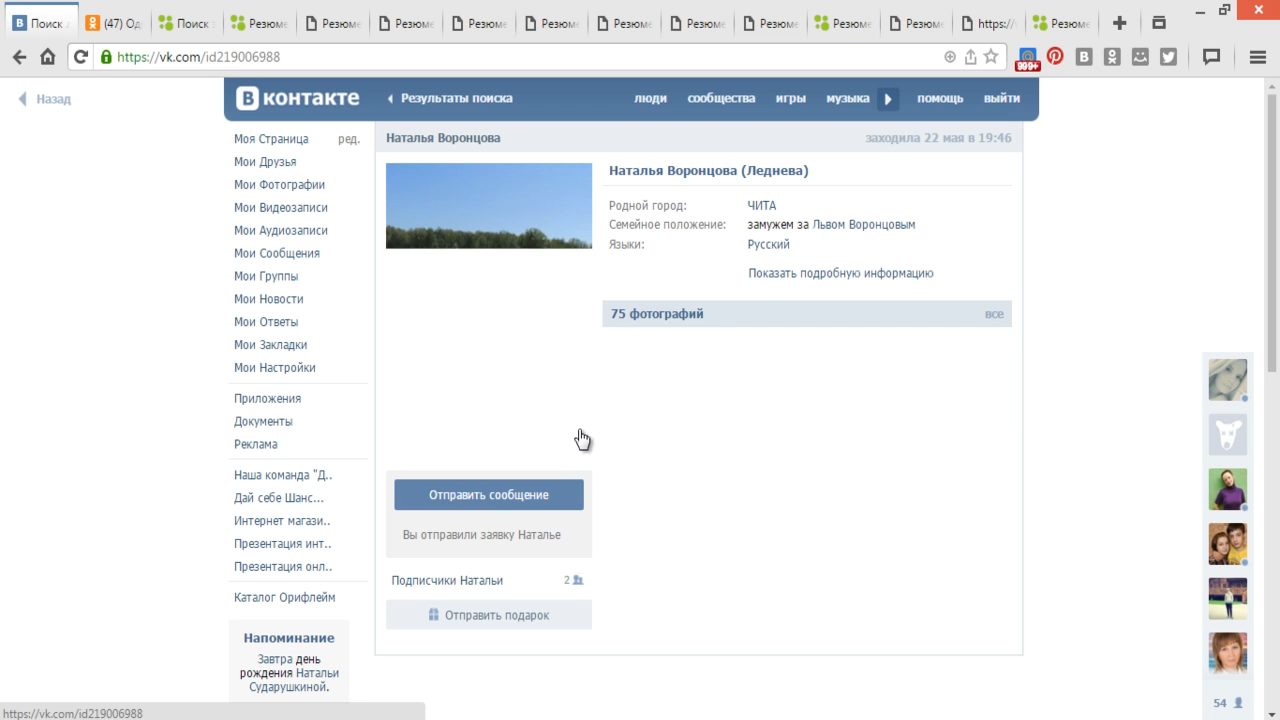 Поиск
(47) Од
Поиск
Резюме
Резюме
Резюме
Резюме
Резюме
Резюме
Резюме
Резюме
Резюме
Резюме
https://
Резюме
https://vk.com/id219006988
999+
Назад
В контакте
Результаты поиска
люди
сообщества
игры
музыка
помощь
выйти
Моя Страница ред.
Мои Друзья
Мои Фотографии
Мои Видеозаписи
Мои Аудиозаписи
Мои Сообщения
Мои Группы
Мои Новости
Мои Ответы
Мои Закладки
Мои Настройки
Приложения
Документы
Реклама
Наша команда "Д..
Дай себе Шанс...
Интернет магази..
Презентация инт..
Презентация онл..
Каталог Орифлейм
Напоминание
Завтра день
рождения Натальи
Сударушкиной.
Наталья Воронцова
заходила 22 мая в 19:46
Наталья Воронцова (Леднева)
Родной город: ЧИТА
Семейное положение: замужем за Львом Воронцовым
Языки: Русский
Показать подробную информацию
75 фотографий все
Отправить сообщение
Вы отправили заявку Наталье
Подписчики Натальи 2
Отправить подарок
54
https://vk.com/id219006988